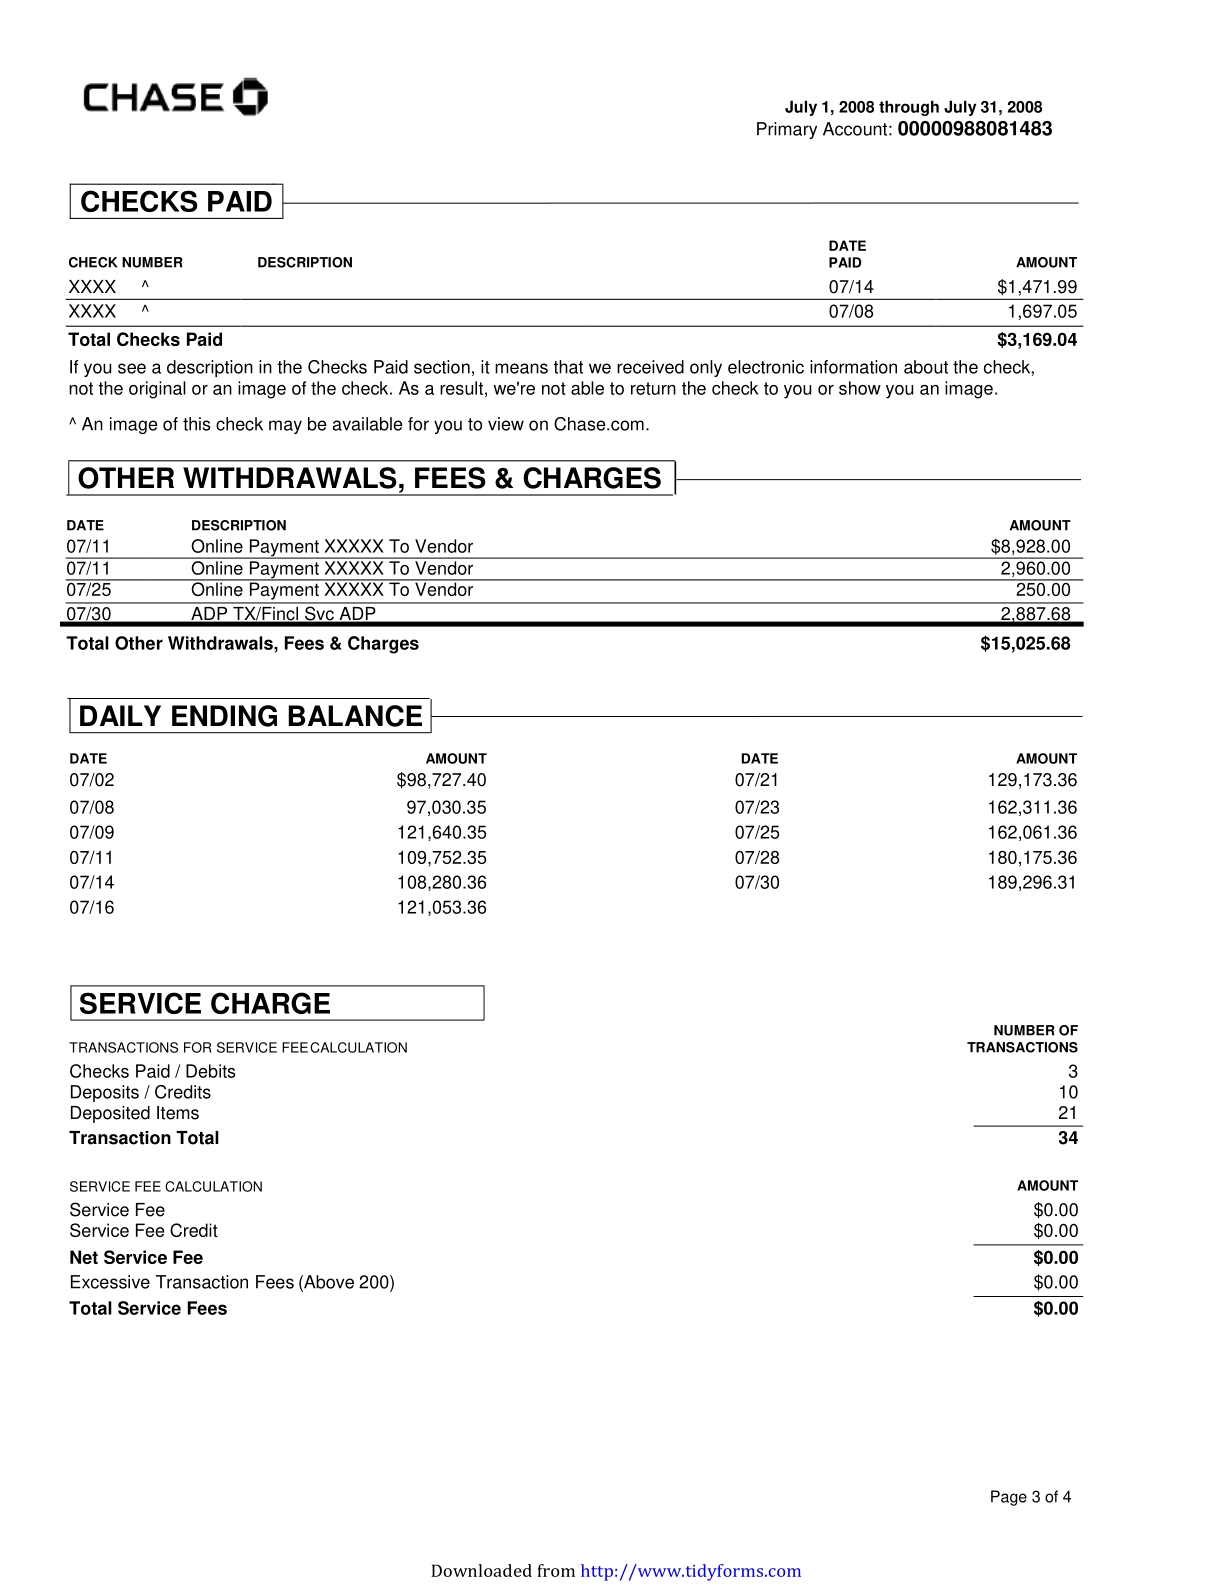 CHASE
July 1, 2008 through July 31, 2008
Primary Account: 00000988081483
CHECKS PAID
CHECK NUMBER DESCRIPTION DATE PAID AMOUNT
XXXX ^ 07/14 $1,471.99
XXXX ^ 07/08 1,697.05
Total Checks Paid $3,169.04
If you see a description in the Checks Paid section, it means that we received only electronic information about the check,
not the original or an image of the check. As a result, we're not able to return the check to you or show you an image.
^ An image of this check may be available for you to view on Chase.com.
OTHER WITHDRAWALS, FEES & CHARGES
DATE DESCRIPTION AMOUNT
07/11 Online Payment XXXXX To Vendor $8,928.00
07/11 Online Payment XXXXX To Vendor 2,960.00
07/25 Online Payment XXXXX To Vendor 250.00
07/30 ADP TX/Fincl Svc ADP 2,887.68
Total Other Withdrawals, Fees & Charges $15,025.68
DAILY ENDING BALANCE
DATE AMOUNT DATE AMOUNT
07/02 $98,727.40 07/21 129,173.36
07/08 97,030.35 07/23 162,311.36
07/09 121,640.35 07/25 162,061.36
07/11 109,752.35 07/28 180,175.36
07/14 108,280.36 07/30 189,296.31
07/16 121,053.36
SERVICE CHARGE
TRANSACTIONS FOR SERVICE FEE CALCULATION NUMBER OF TRANSACTIONS
Checks Paid / Debits 3
Deposits / Credits 10
Deposited Items 21
Transaction Total 34
SERVICE FEE CALCULATION AMOUNT
Service Fee $0.00
Service Fee Credit $0.00
Net Service Fee $0.00
Excessive Transaction Fees (Above 200) $0.00
Total Service Fees $0.00
Page 3 of 4
Downloaded from http://www.tidyforms.com